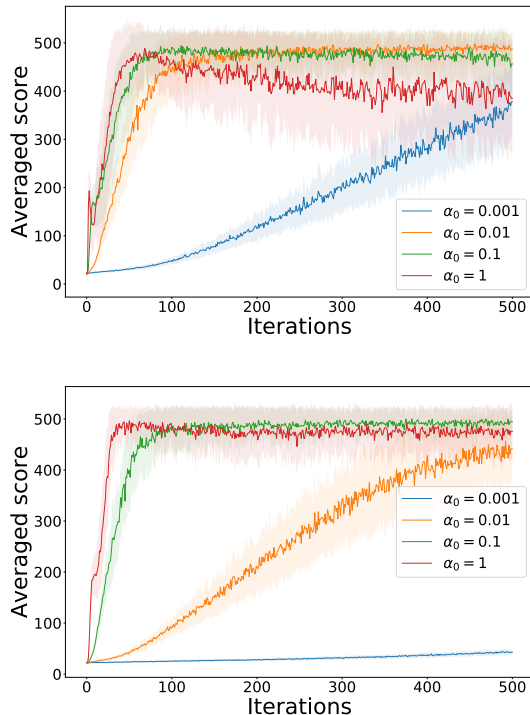 Averaged score
500
400
300
200
100
0
α₀ = 0.001
α₀ = 0.01
α₀ = 0.1
α₀ = 1
0 100 200 300 400 500
Iterations
Averaged score
500
400
300
200
100
0
α₀ = 0.001
α₀ = 0.01
α₀ = 0.1
α₀ = 1
0 100 200 300 400 500
Iterations